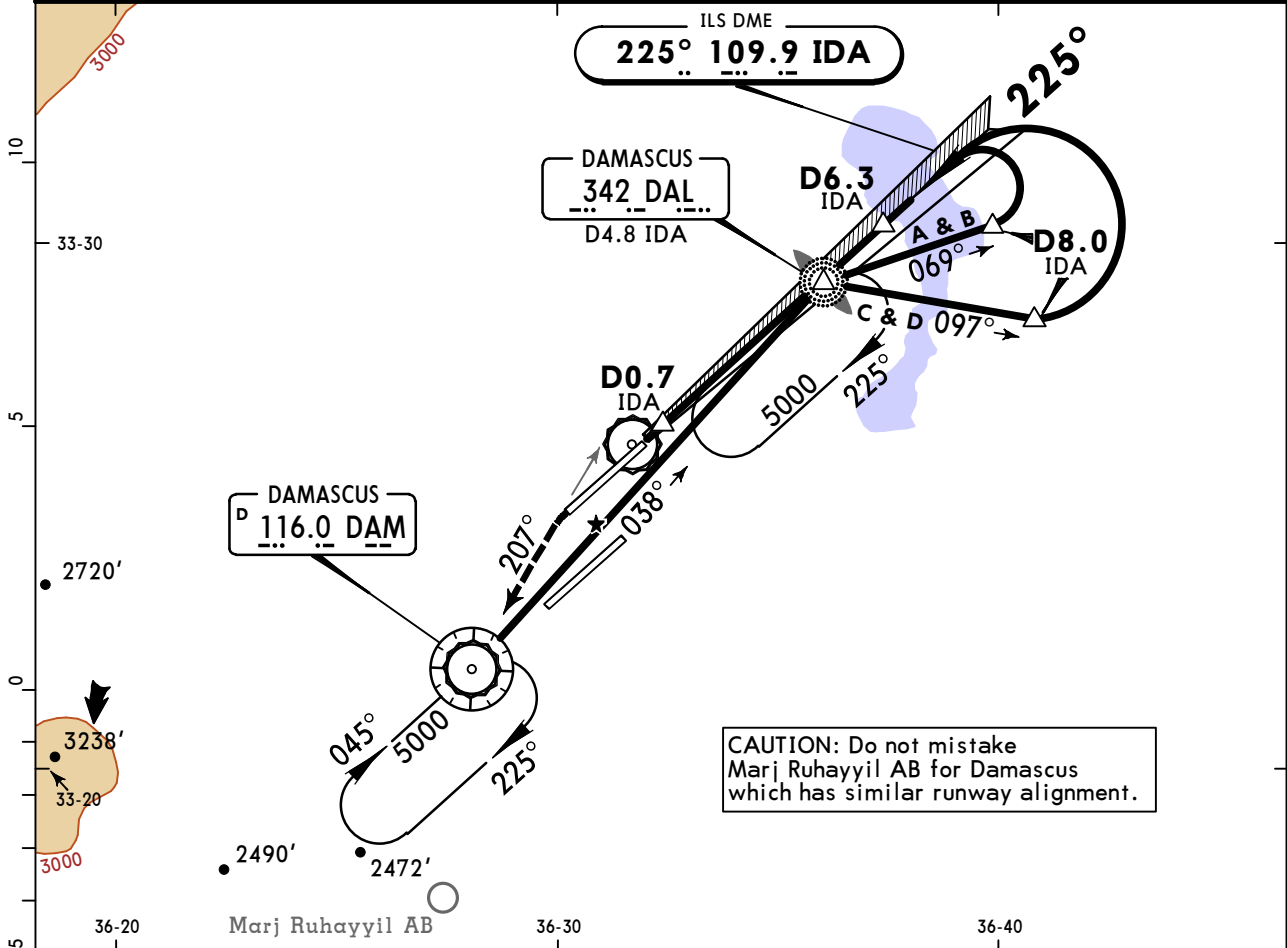 3000
ILS DME
225° 109.9 IDA
225°
DAMASCUS
342 DAL
D4.8 IDA
D6.3
IDA
10
33-30
A & B
069°
D8.0
IDA
C & D 097°
D0.7
IDA
5000
225°
5
DAMASCUS
D 116.0 DAM
207°
038°
2720'
0
045°
5000
225°
3238'
33-20
3000
CAUTION: Do not mistake
Marj Ruhayyil AB for Damascus
which has similar runway alignment.
2490'
2472'
Marj Ruhayyil AB
5
36-20
36-30
36-40